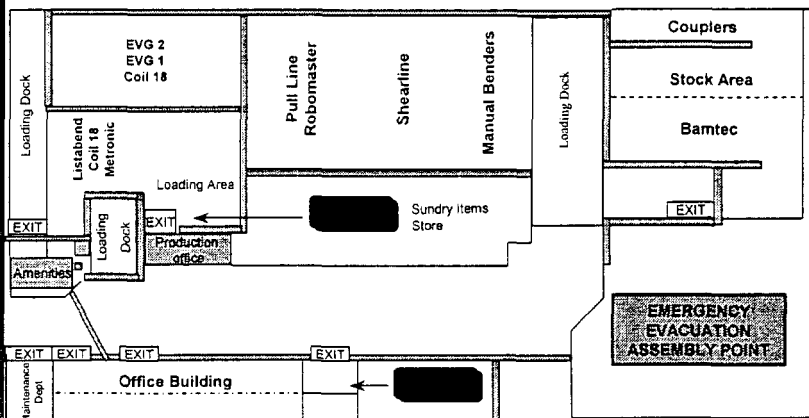 Couplers
EVG 2
EVG 1
Coil 18
Loading Dock
Pull Line
Robomaster
Shearline
Manual Benders
Loading Dock
Stock Area
Bamtec
Listabend
Coil 18
Metronic
Loading Area
EXIT
EXIT
Sundry Items
Store
EXIT
Loading
Dock
Production
office
Amenities
EMERGENCY
EVACUATION
ASSEMBLY POINT
EXIT
EXIT
EXIT
EXIT
Maintenance
Dept
Office Building